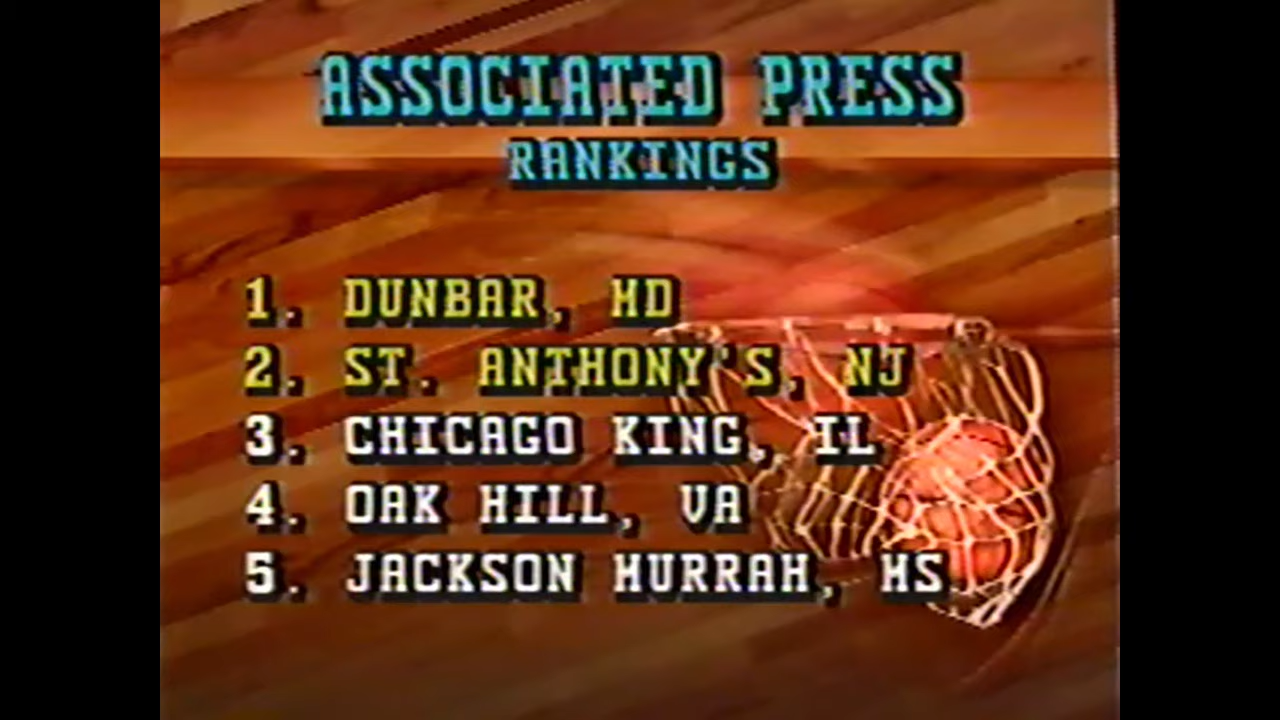 ASSOCIATED PRESS
RANKINGS
1. DUNBAR, MD
2. ST. ANTHONY'S, NJ
3. CHICAGO KING, IL
4. OAK HILL, VA
5. JACKSON MURRAH, MS